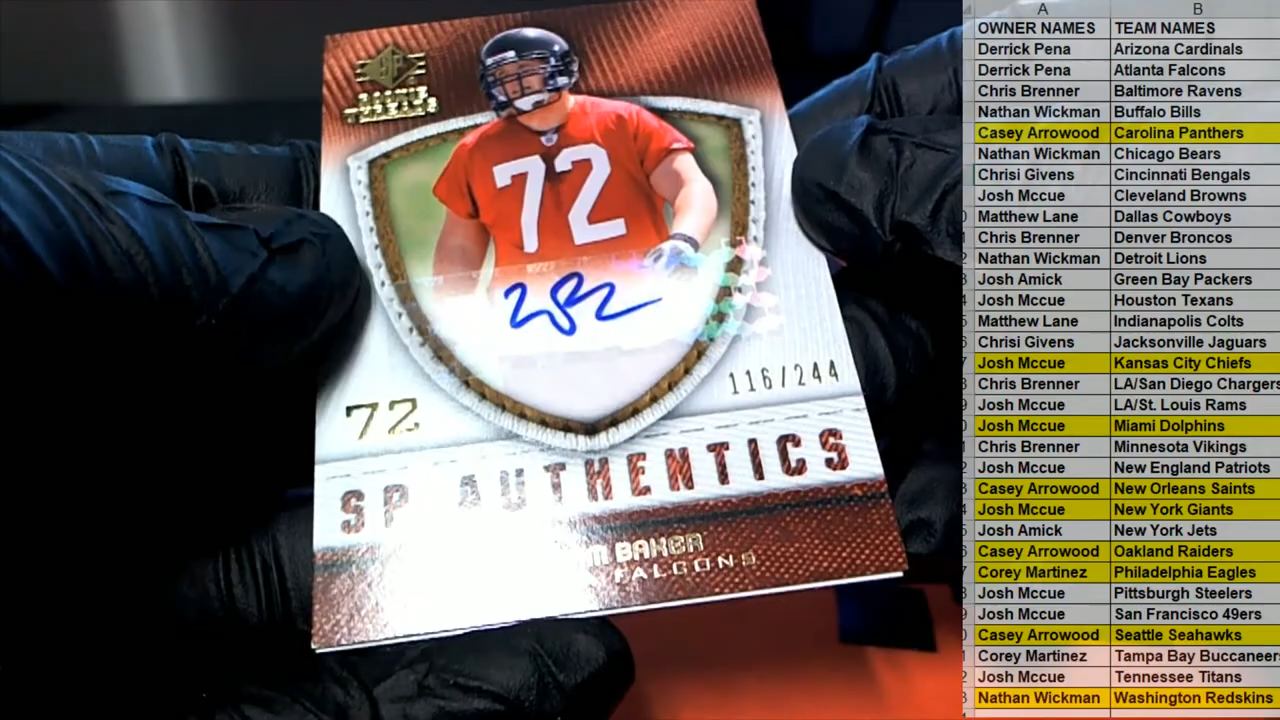 SP
ROOKIE
THREADS
72
116/244
72
SP AUTHENTICS
M BAKER
FALCONS
A B
OWNER NAMES TEAM NAMES
Derrick Pena Arizona Cardinals
Derrick Pena Atlanta Falcons
Chris Brenner Baltimore Ravens
Nathan Wickman Buffalo Bills
Casey Arrowood Carolina Panthers
Nathan Wickman Chicago Bears
Chrisi Givens Cincinnati Bengals
Josh Mccue Cleveland Browns
Matthew Lane Dallas Cowboys
Chris Brenner Denver Broncos
Nathan Wickman Detroit Lions
Josh Amick Green Bay Packers
Josh Mccue Houston Texans
Matthew Lane Indianapolis Colts
Chrisi Givens Jacksonville Jaguars
Josh Mccue Kansas City Chiefs
Chris Brenner LA/San Diego Chargers
Josh Mccue LA/St. Louis Rams
Josh Mccue Miami Dolphins
Chris Brenner Minnesota Vikings
Josh Mccue New England Patriots
Casey Arrowood New Orleans Saints
Josh Mccue New York Giants
Josh Amick New York Jets
Casey Arrowood Oakland Raiders
Corey Martinez Philadelphia Eagles
Josh Mccue Pittsburgh Steelers
Josh Mccue San Francisco 49ers
Casey Arrowood Seattle Seahawks
Corey Martinez Tampa Bay Buccaneers
Josh Mccue Tennessee Titans
Nathan Wickman Washington Redskins